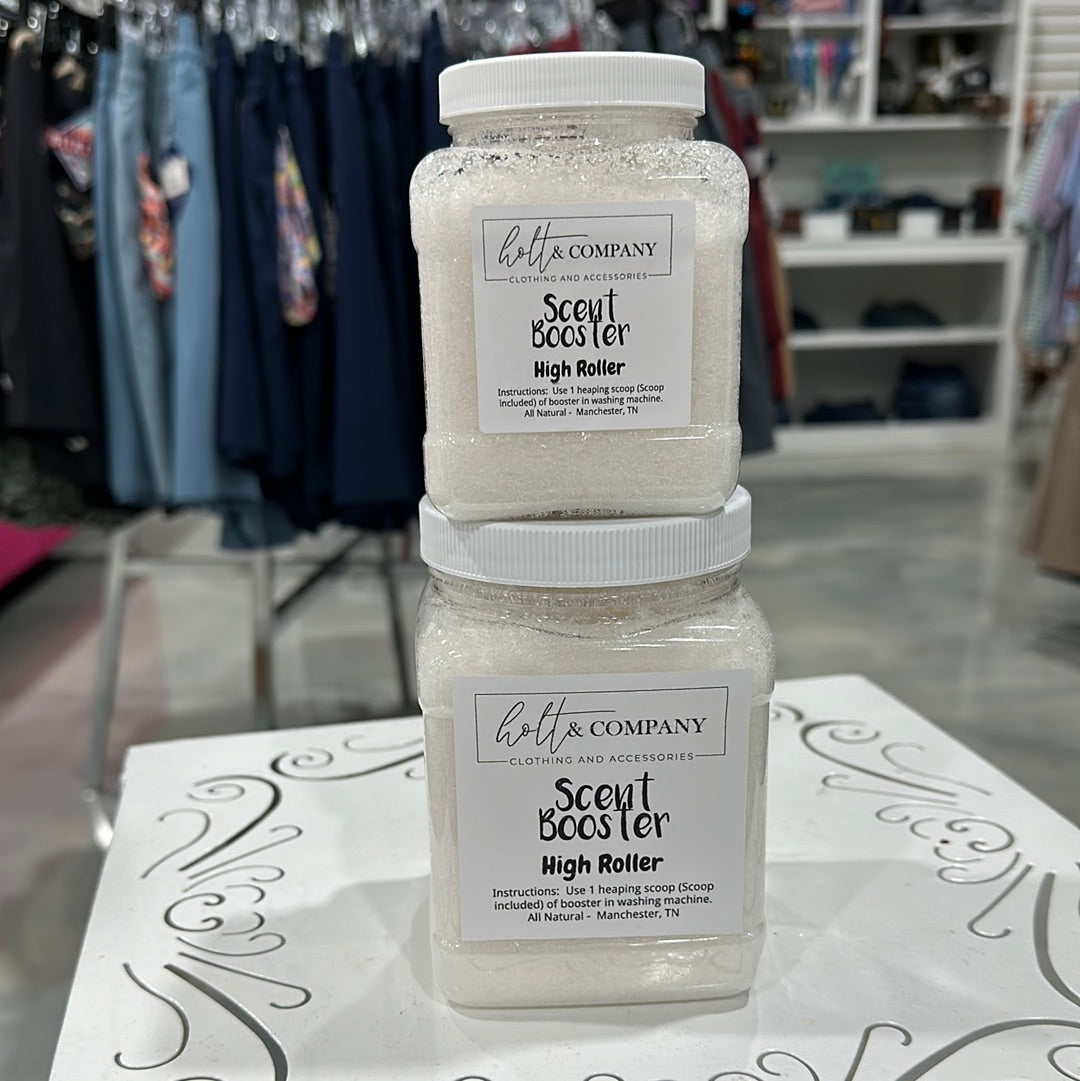 holt & COMPANY
CLOTHING AND ACCESSORIES
Scent
Booster
High Roller
Instructions: Use 1 heaping scoop (Scoop
included) of booster in washing machine.
All Natural - Manchester, TN
holt & COMPANY
CLOTHING AND ACCESSORIES
Scent
Booster
High Roller
Instructions: Use 1 heaping scoop (Scoop
included) of booster in washing machine.
All Natural - Manchester, TN